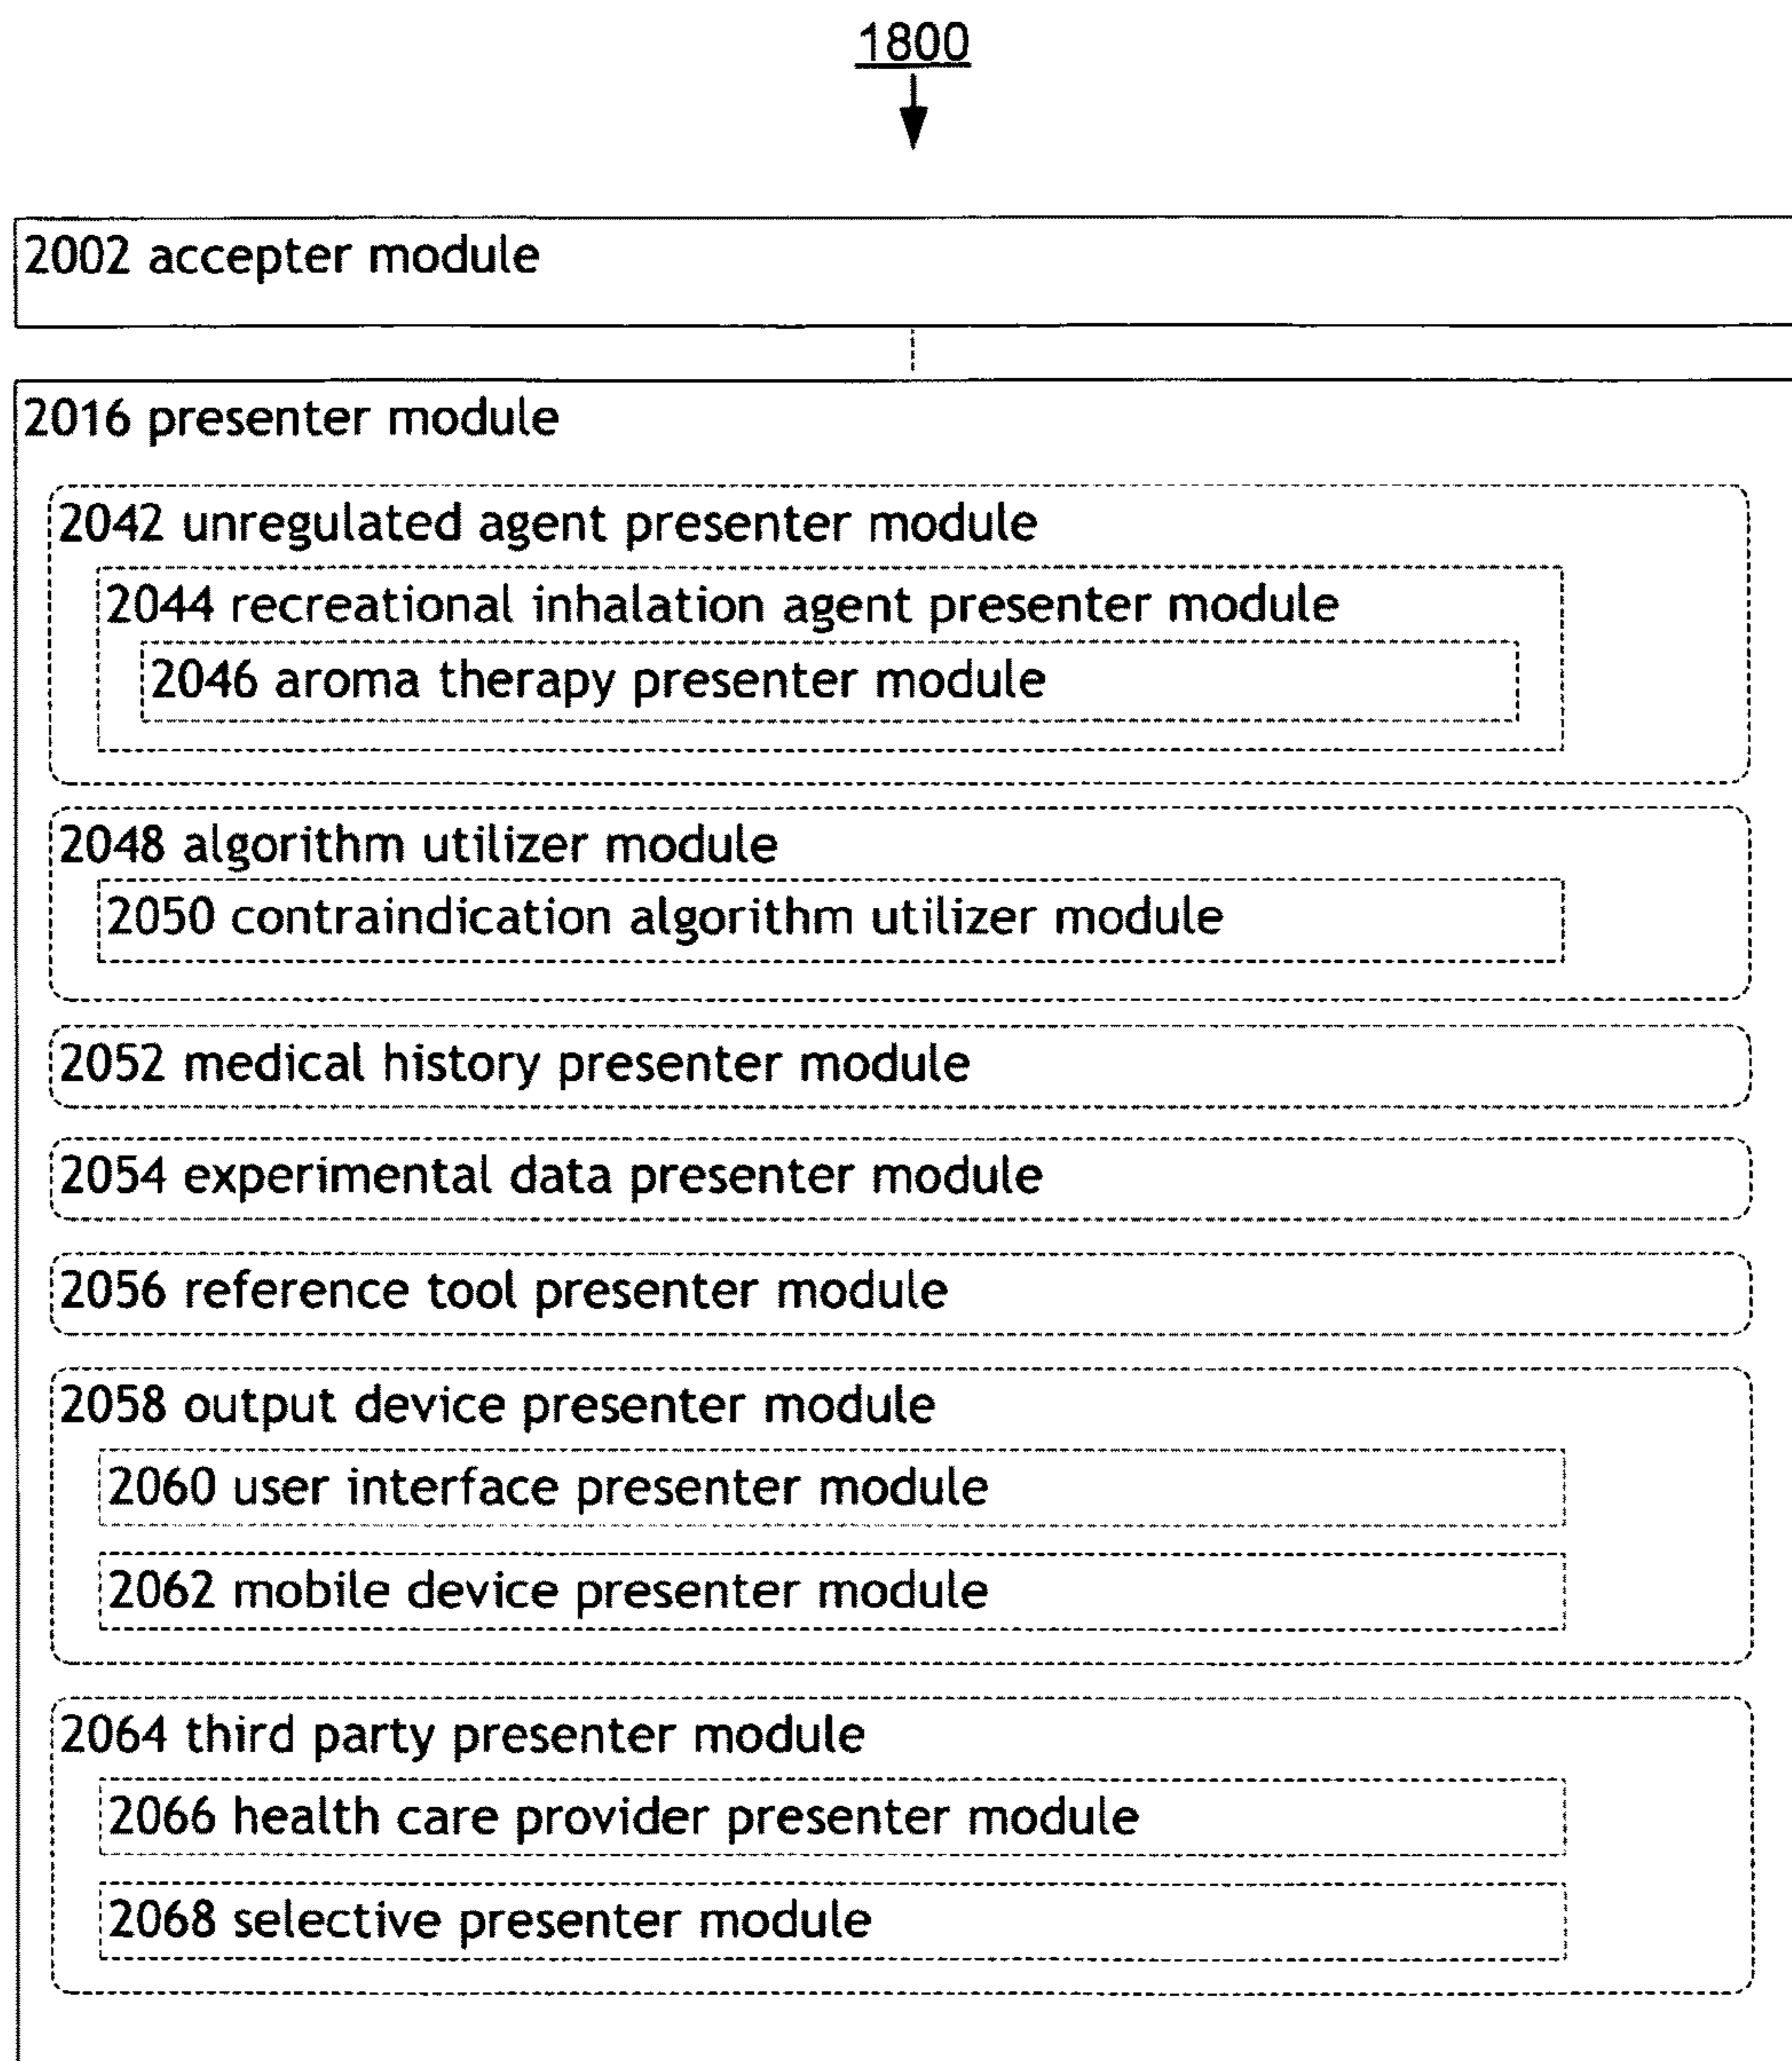 1800
2002 accepter module
2016 presenter module
2042 unregulated agent presenter module
2044 recreational inhalation agent presenter module
2046 aroma therapy presenter module
2048 algorithm utilizer module
2050 contraindication algorithm utilizer module
2052 medical history presenter module
2054 experimental data presenter module
2056 reference tool presenter module
2058 output device presenter module
2060 user interface presenter module
2062 mobile device presenter module
2064 third party presenter module
2066 health care provider presenter module
2068 selective presenter module